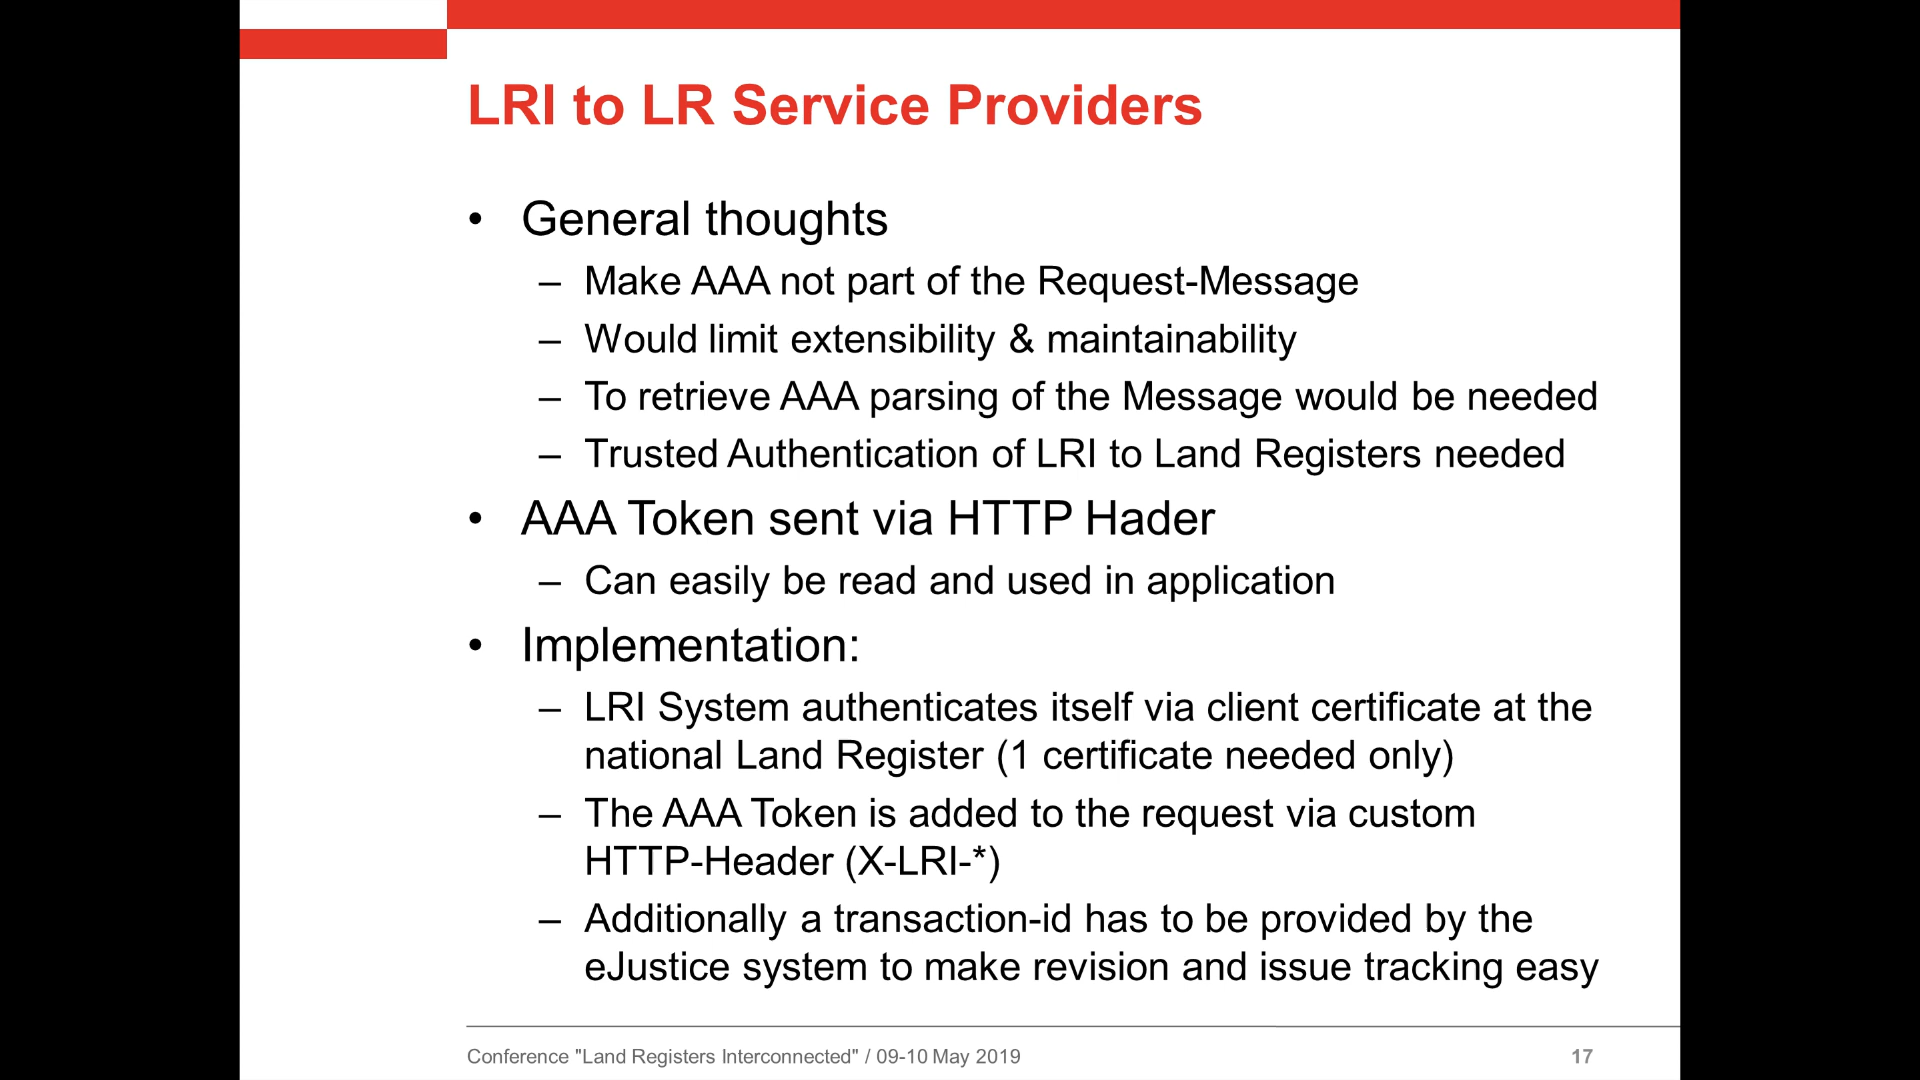 LRI to LR Service Providers
• General thoughts
– Make AAA not part of the Request-Message
– Would limit extensibility & maintainability
– To retrieve AAA parsing of the Message would be needed
– Trusted Authentication of LRI to Land Registers needed
• AAA Token sent via HTTP Hader
– Can easily be read and used in application
• Implementation:
– LRI System authenticates itself via client certificate at the
national Land Register (1 certificate needed only)
– The AAA Token is added to the request via custom
HTTP-Header (X-LRI-*)
– Additionally a transaction-id has to be provided by the
eJustice system to make revision and issue tracking easy
Conference "Land Registers Interconnected" / 09-10 May 2019
17